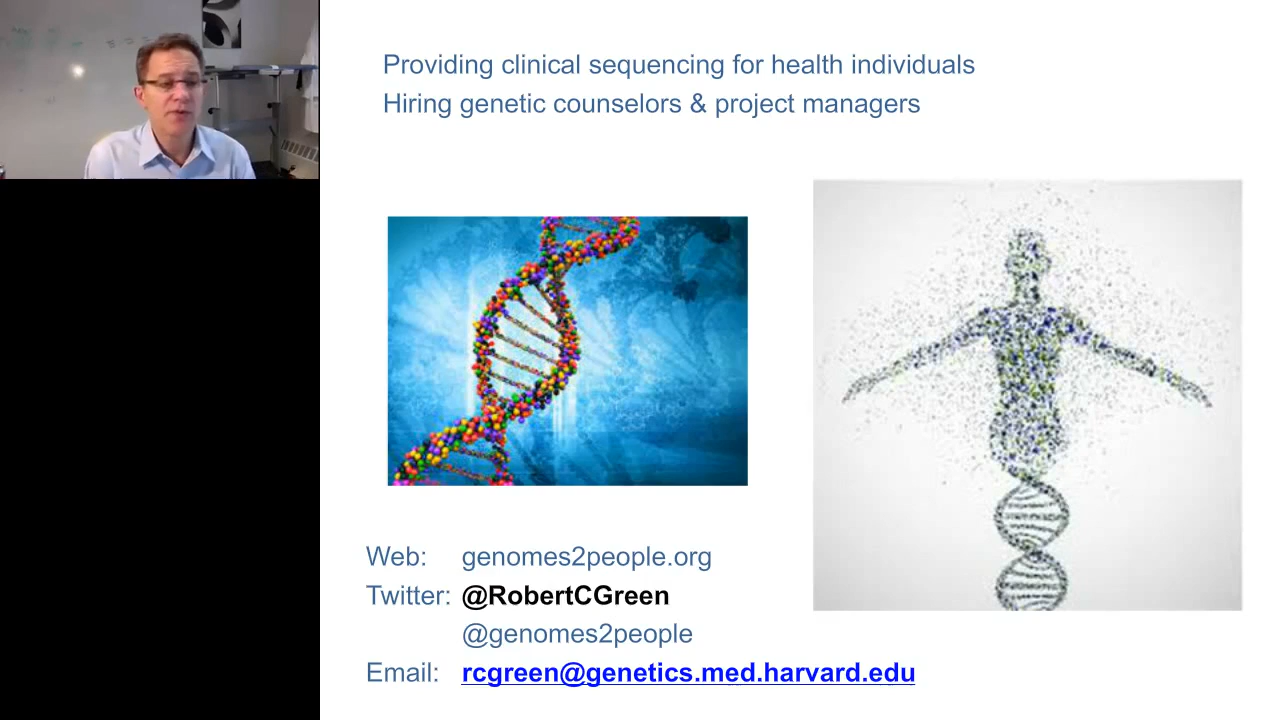 Providing clinical sequencing for health individuals
Hiring genetic counselors & project managers
Web: genomes2people.org
Twitter: @RobertCGreen
@genomes2people
Email: rcgreen@genetics.med.harvard.edu